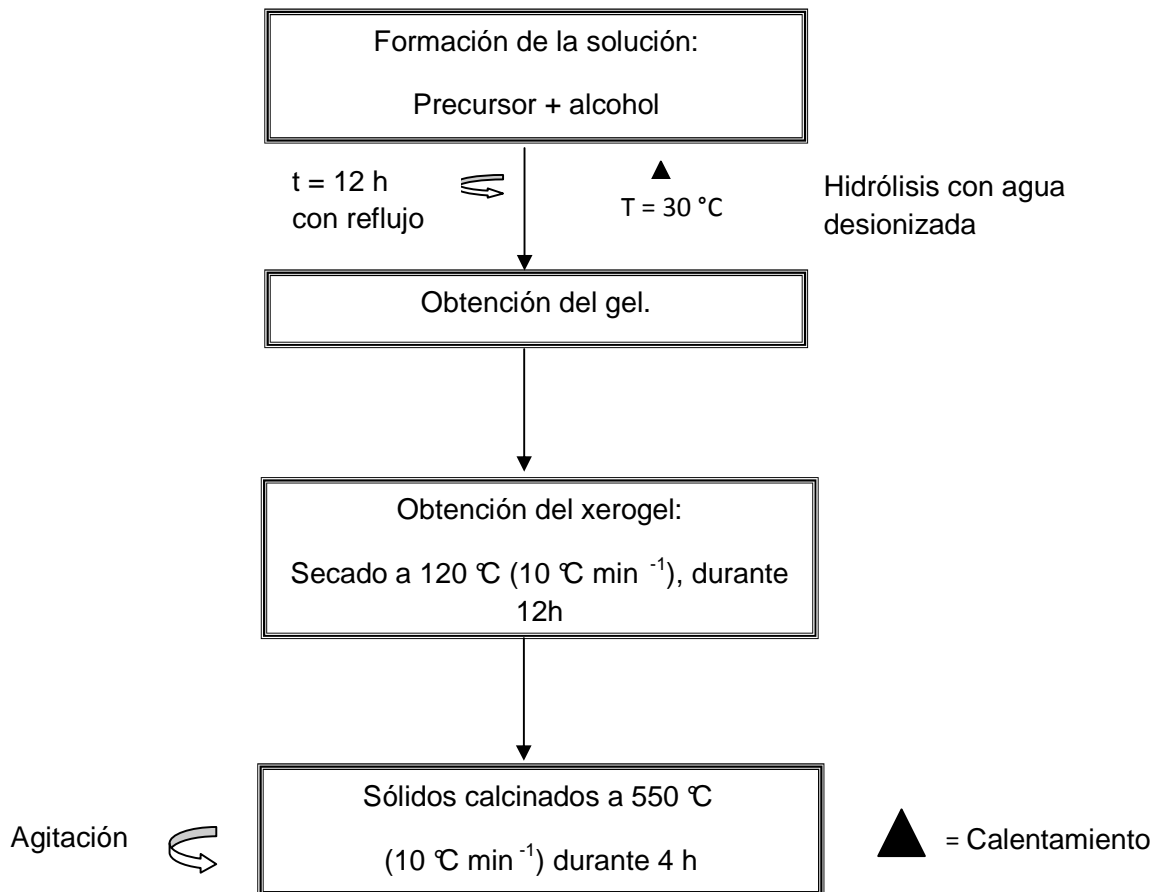 Formación de la solución:
Precursor + alcohol
t = 12 h
con reflujo
T = 30 °C
Hidrólisis con agua
desionizada
Obtención del gel.
Obtención del xerogel:
Secado a 120 °C (10 °C min ⁻¹), durante
12h
Sólidos calcinados a 550 °C
(10 °C min ⁻¹) durante 4 h
Agitación
= Calentamiento